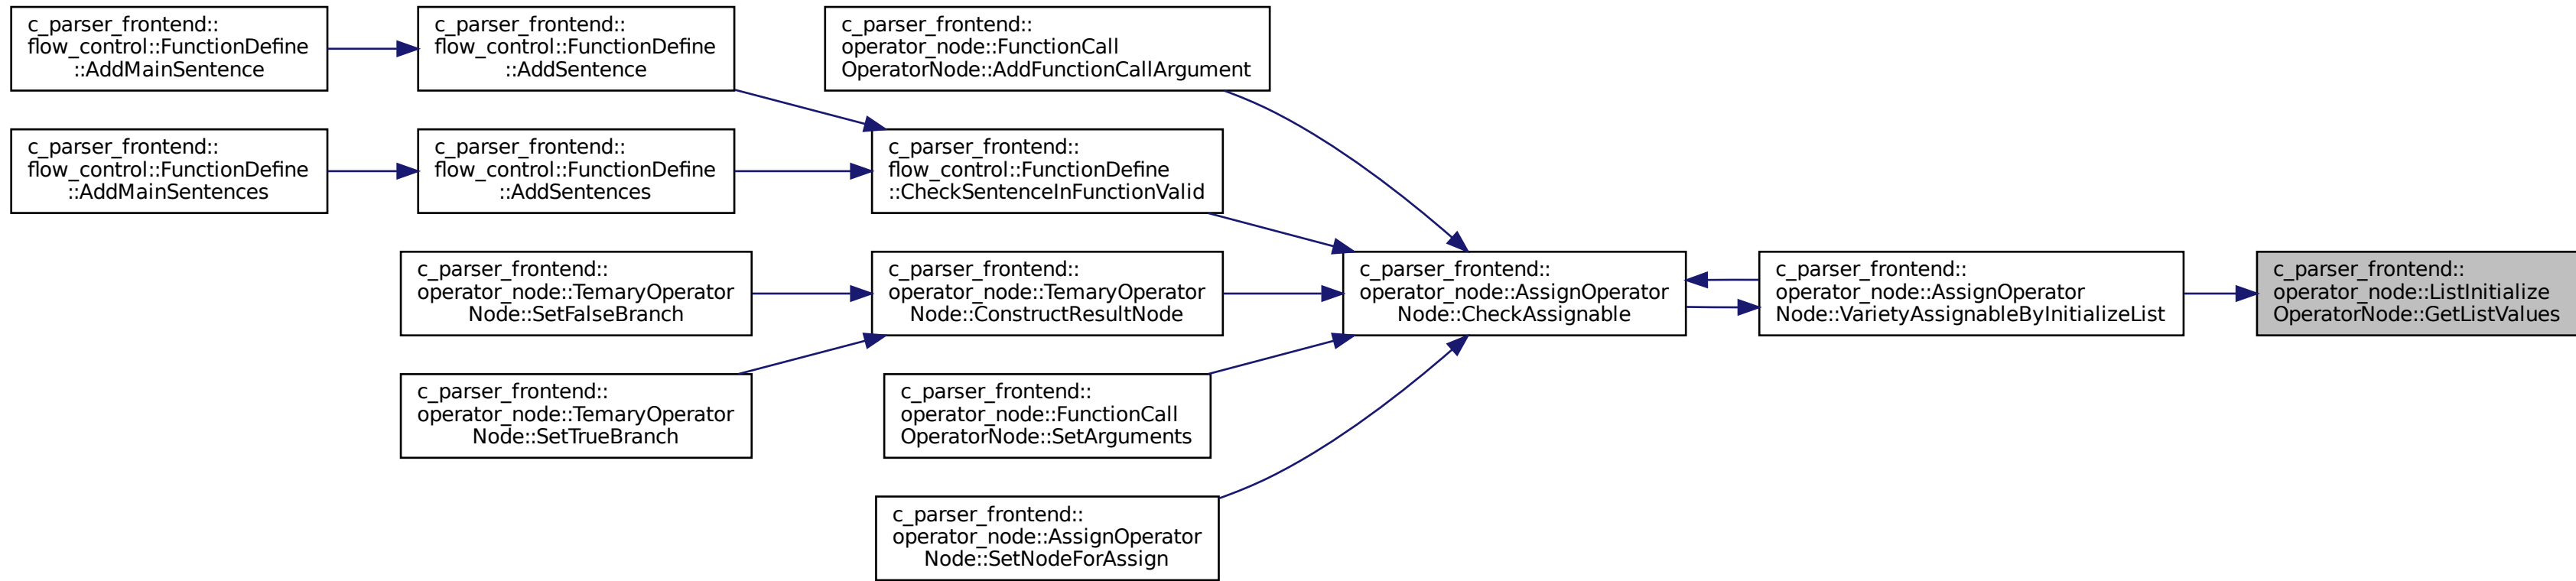 c_parser_frontend::
flow_control::FunctionDefine
::AddMainSentence
c_parser_frontend::
flow_control::FunctionDefine
::AddSentence
c_parser_frontend::
operator_node::FunctionCall
OperatorNode::AddFunctionCallArgument
c_parser_frontend::
flow_control::FunctionDefine
::AddMainSentences
c_parser_frontend::
flow_control::FunctionDefine
::AddSentences
c_parser_frontend::
flow_control::FunctionDefine
::CheckSentenceInFunctionValid
c_parser_frontend::
operator_node::TemaryOperator
Node::SetFalseBranch
c_parser_frontend::
operator_node::TemaryOperator
Node::ConstructResultNode
c_parser_frontend::
operator_node::AssignOperator
Node::CheckAssignable
c_parser_frontend::
operator_node::AssignOperator
Node::VarietyAssignableByInitializeList
c_parser_frontend::
operator_node::ListInitialize
OperatorNode::GetListValues
c_parser_frontend::
operator_node::TemaryOperator
Node::SetTrueBranch
c_parser_frontend::
operator_node::FunctionCall
OperatorNode::SetArguments
c_parser_frontend::
operator_node::AssignOperator
Node::SetNodeForAssign